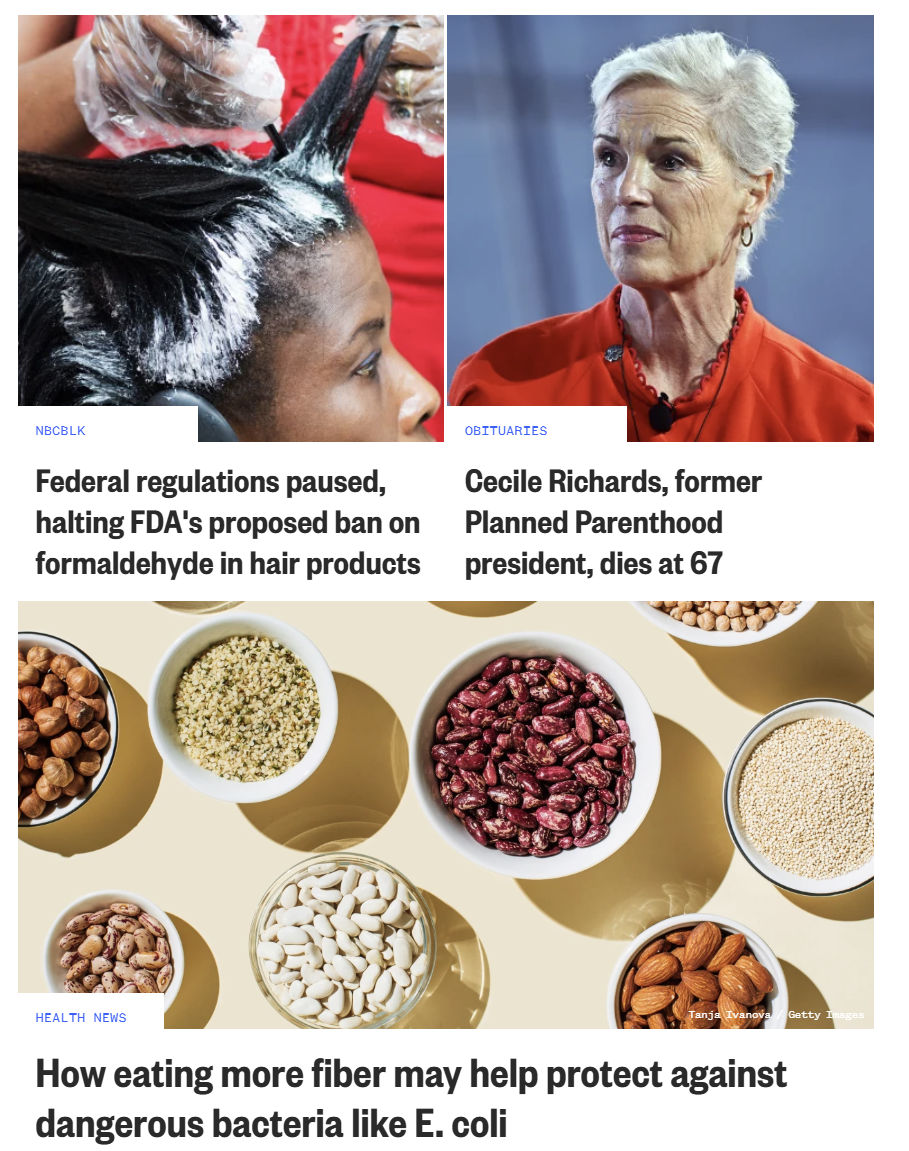 NBCBLK
Federal regulations paused,
halting FDA's proposed ban on
formaldehyde in hair products
OBITUARIES
Cecile Richards, former
Planned Parenthood
president, dies at 67
Tanja Ivanova / Getty Images
HEALTH NEWS
How eating more fiber may help protect against
dangerous bacteria like E. coli